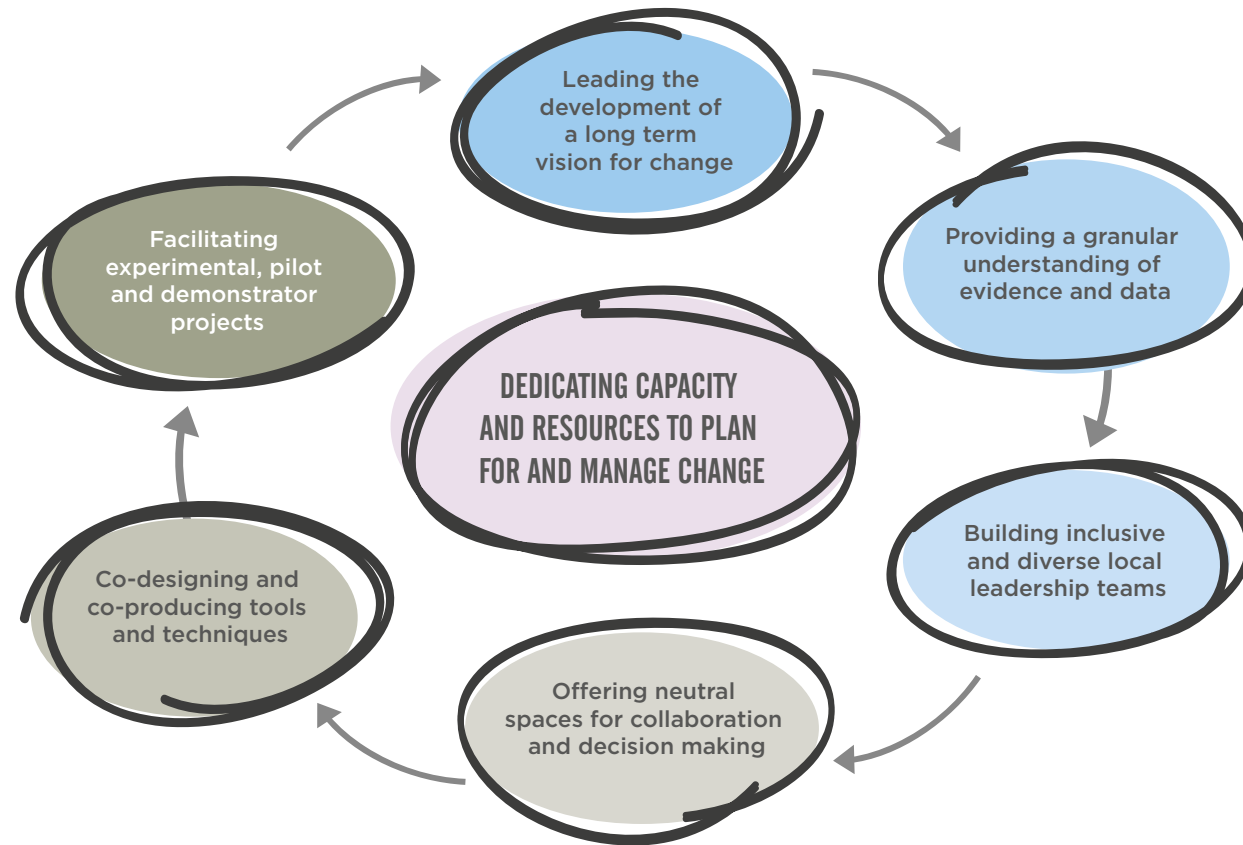 Leading the
development of
a long term
vision for change
Providing a granular
understanding of
evidence and data
Building inclusive
and diverse local
leadership teams
Offering neutral
spaces for collaboration
and decision making
Co-designing and
co-producing tools
and techniques
Facilitating
experimental, pilot
and demonstrator
projects
DEDICATING CAPACITY
AND RESOURCES TO PLAN
FOR AND MANAGE CHANGE